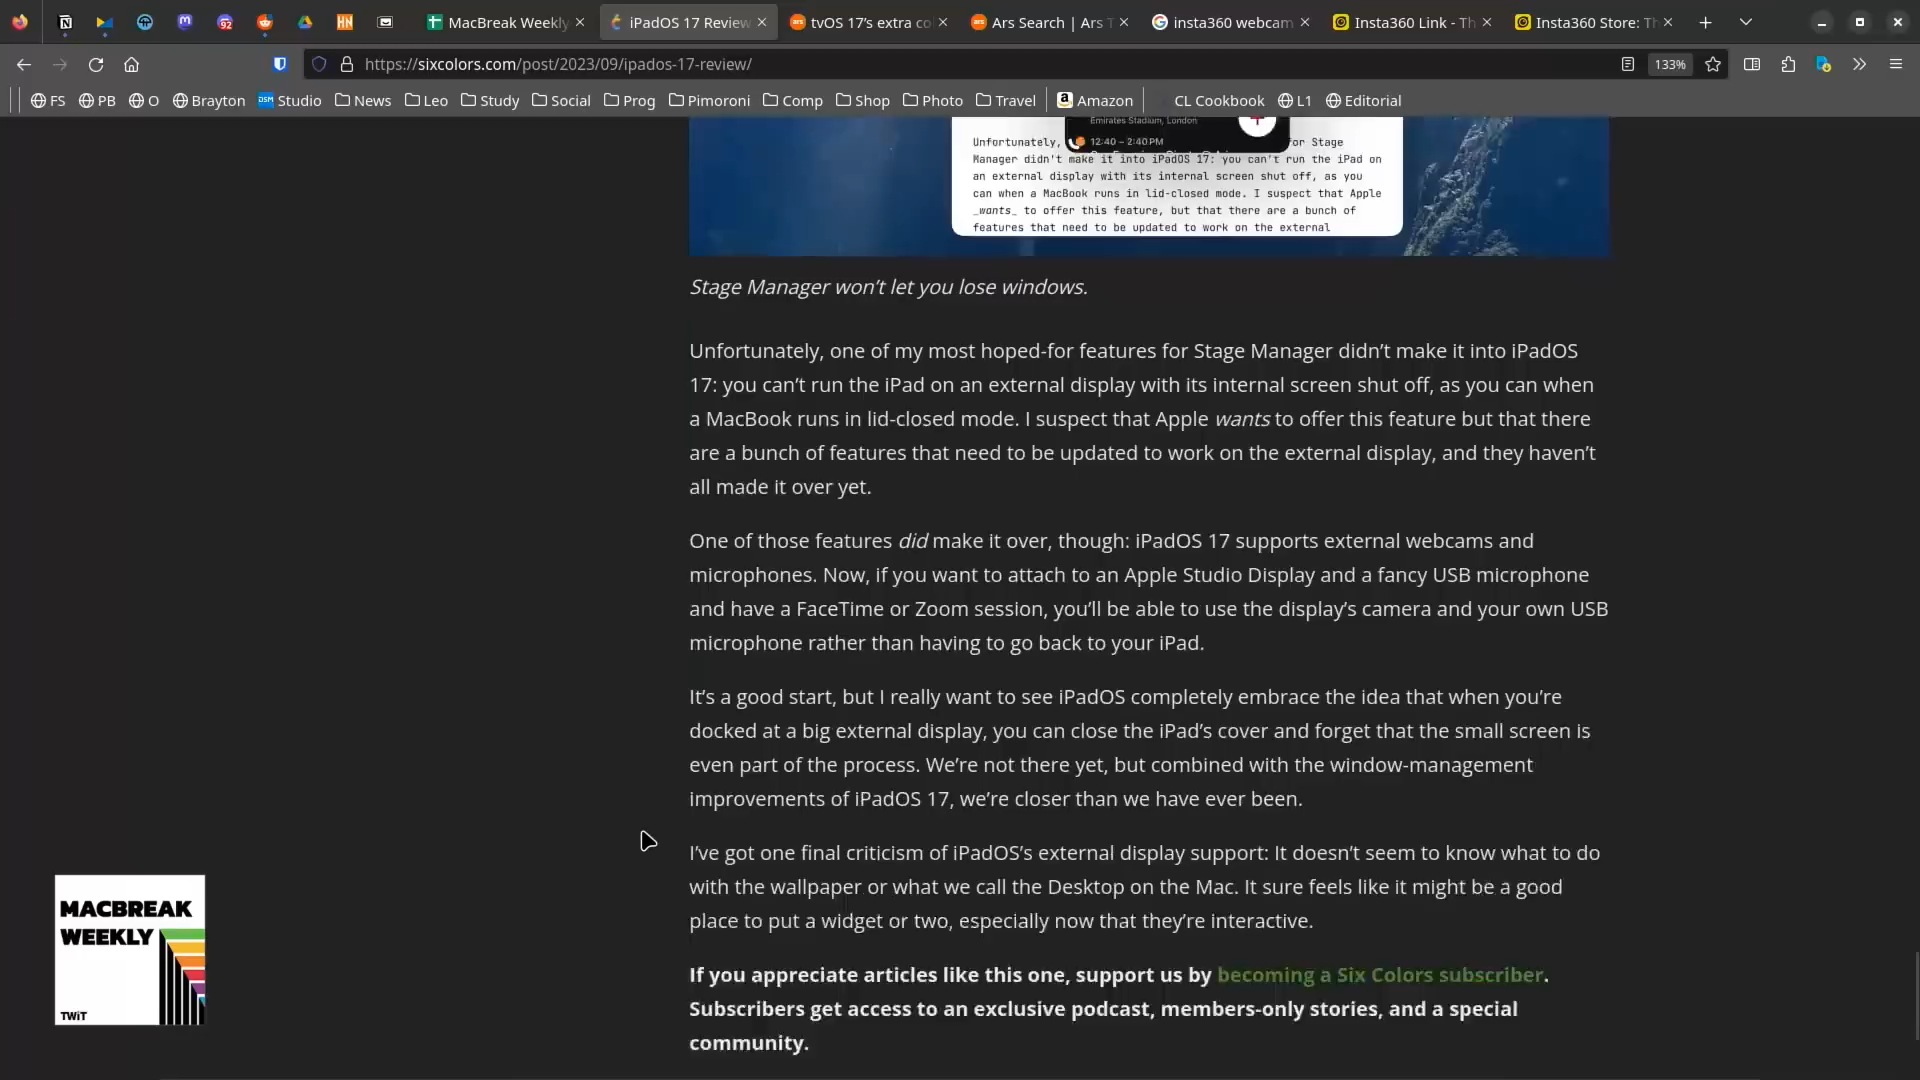 MacBreak Weekly
iPadOS 17 Review
tvOS 17's extra co
Ars Search | Ars T
insta360 webcam
Insta360 Link - Th
Insta360 Store: Th
https://sixcolors.com/post/2023/09/ipados-17-review/
133%
FS
PB
O
Brayton
DSM Studio
News
Leo
Study
Social
Prog
Pimoroni
Comp
Shop
Photo
Travel
Amazon
CL Cookbook
L1
Editorial
Emirates Stadium, London
12:40 – 2:40 PM
Unfortunately, for Stage
Manager didn't make it into iPadOS 17: you can't run the iPad on
an external display with its internal screen shut off, as you
can when a MacBook runs in lid-closed mode. I suspect that Apple
_wants_ to offer this feature, but that there are a bunch of
features that need to be updated to work on the external
Stage Manager won't let you lose windows.
Unfortunately, one of my most hoped-for features for Stage Manager didn't make it into iPadOS
17: you can't run the iPad on an external display with its internal screen shut off, as you can when
a MacBook runs in lid-closed mode. I suspect that Apple wants to offer this feature but that there
are a bunch of features that need to be updated to work on the external display, and they haven't
all made it over yet.
One of those features did make it over, though: iPadOS 17 supports external webcams and
microphones. Now, if you want to attach to an Apple Studio Display and a fancy USB microphone
and have a FaceTime or Zoom session, you'll be able to use the display's camera and your own USB
microphone rather than having to go back to your iPad.
It's a good start, but I really want to see iPadOS completely embrace the idea that when you're
docked at a big external display, you can close the iPad's cover and forget that the small screen is
even part of the process. We're not there yet, but combined with the window-management
improvements of iPadOS 17, we're closer than we have ever been.
I've got one final criticism of iPadOS's external display support: It doesn't seem to know what to do
with the wallpaper or what we call the Desktop on the Mac. It sure feels like it might be a good
place to put a widget or two, especially now that they're interactive.
If you appreciate articles like this one, support us by becoming a Six Colors subscriber.
Subscribers get access to an exclusive podcast, members-only stories, and a special
community.
MACBREAK
WEEKLY
TWiT